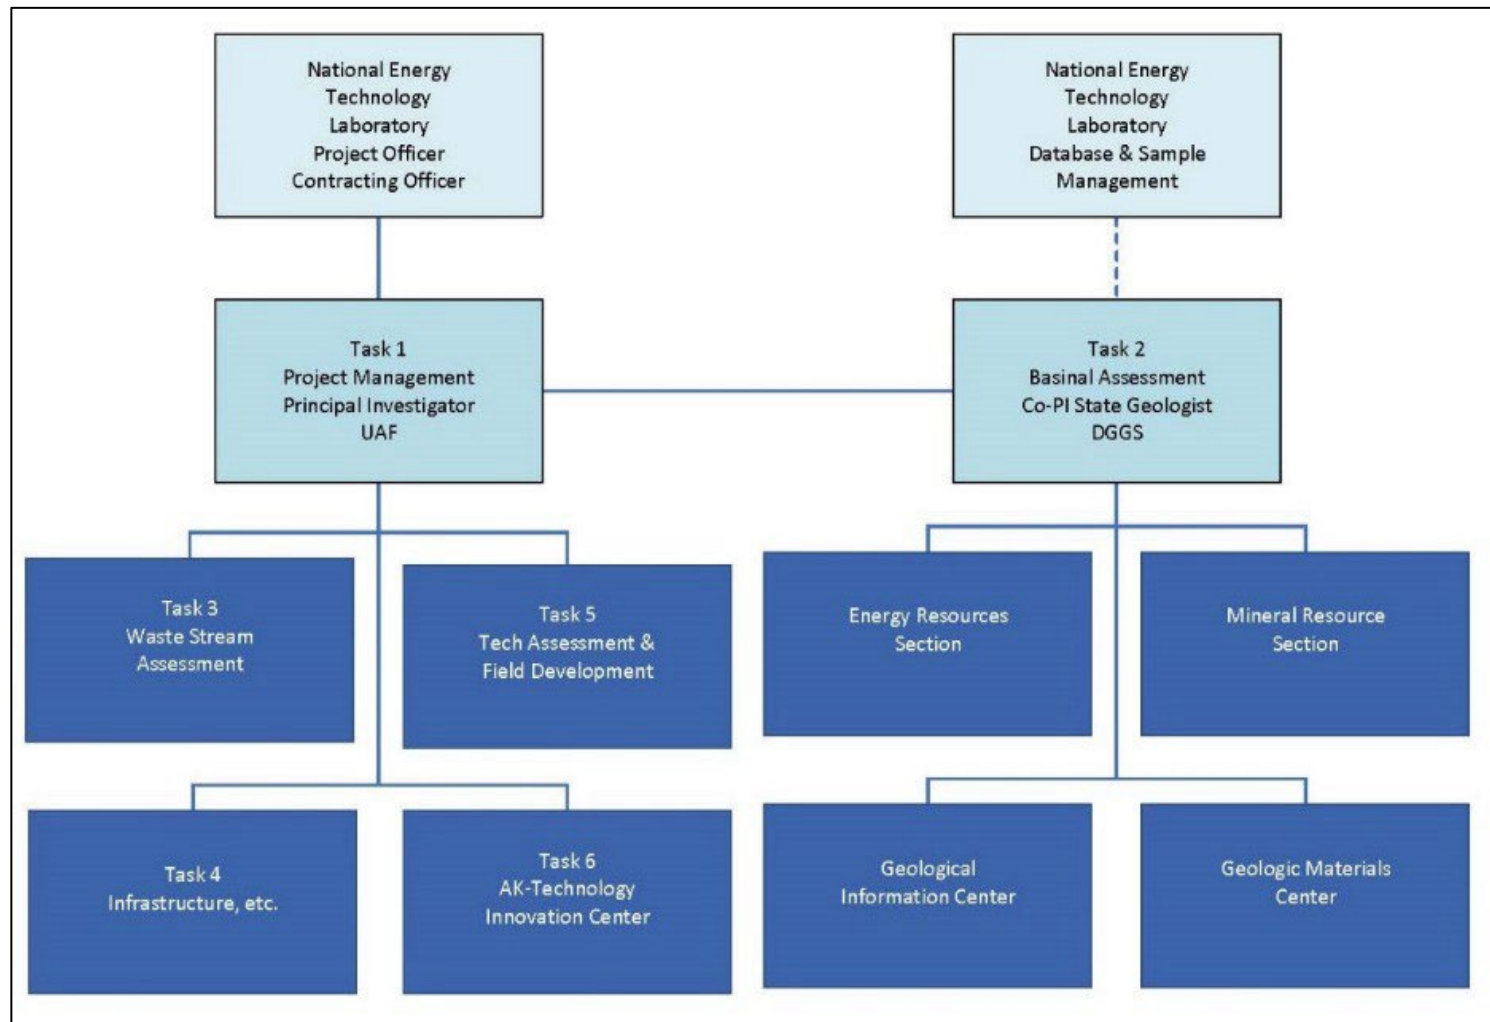 National Energy
Technology
Laboratory
Project Officer
Contracting Officer
National Energy
Technology
Laboratory
Database & Sample
Management
Task 1
Project Management
Principal Investigator
UAF
Task 2
Basinal Assessment
Co-PI State Geologist
DGGS
Task 3
Waste Stream
Assessment
Task 5
Tech Assessment &
Field Development
Energy Resources
Section
Mineral Resource
Section
Task 4
Infrastructure, etc.
Task 6
AK-Technology
Innovation Center
Geological
Information Center
Geologic Materials
Center